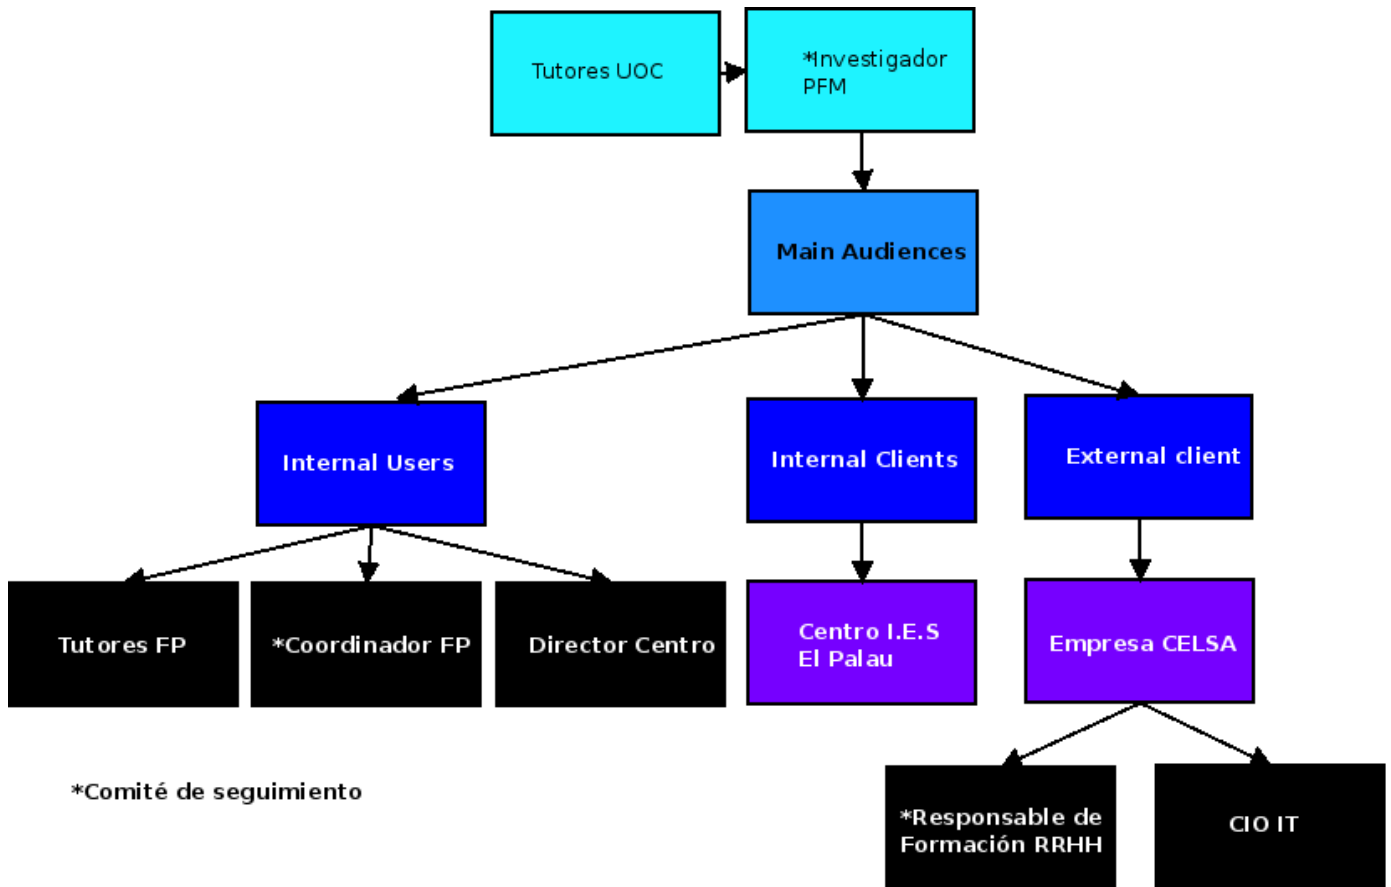 Tutores UOC
*Investigador
PFM
Main Audiences
Internal Users
Internal Clients
External client
Tutores FP
*Coordinador FP
Director Centro
Centro I.E.S
El Palau
Empresa CELSA
*Comité de seguimiento
*Responsable de
Formación RRHH
CIO IT